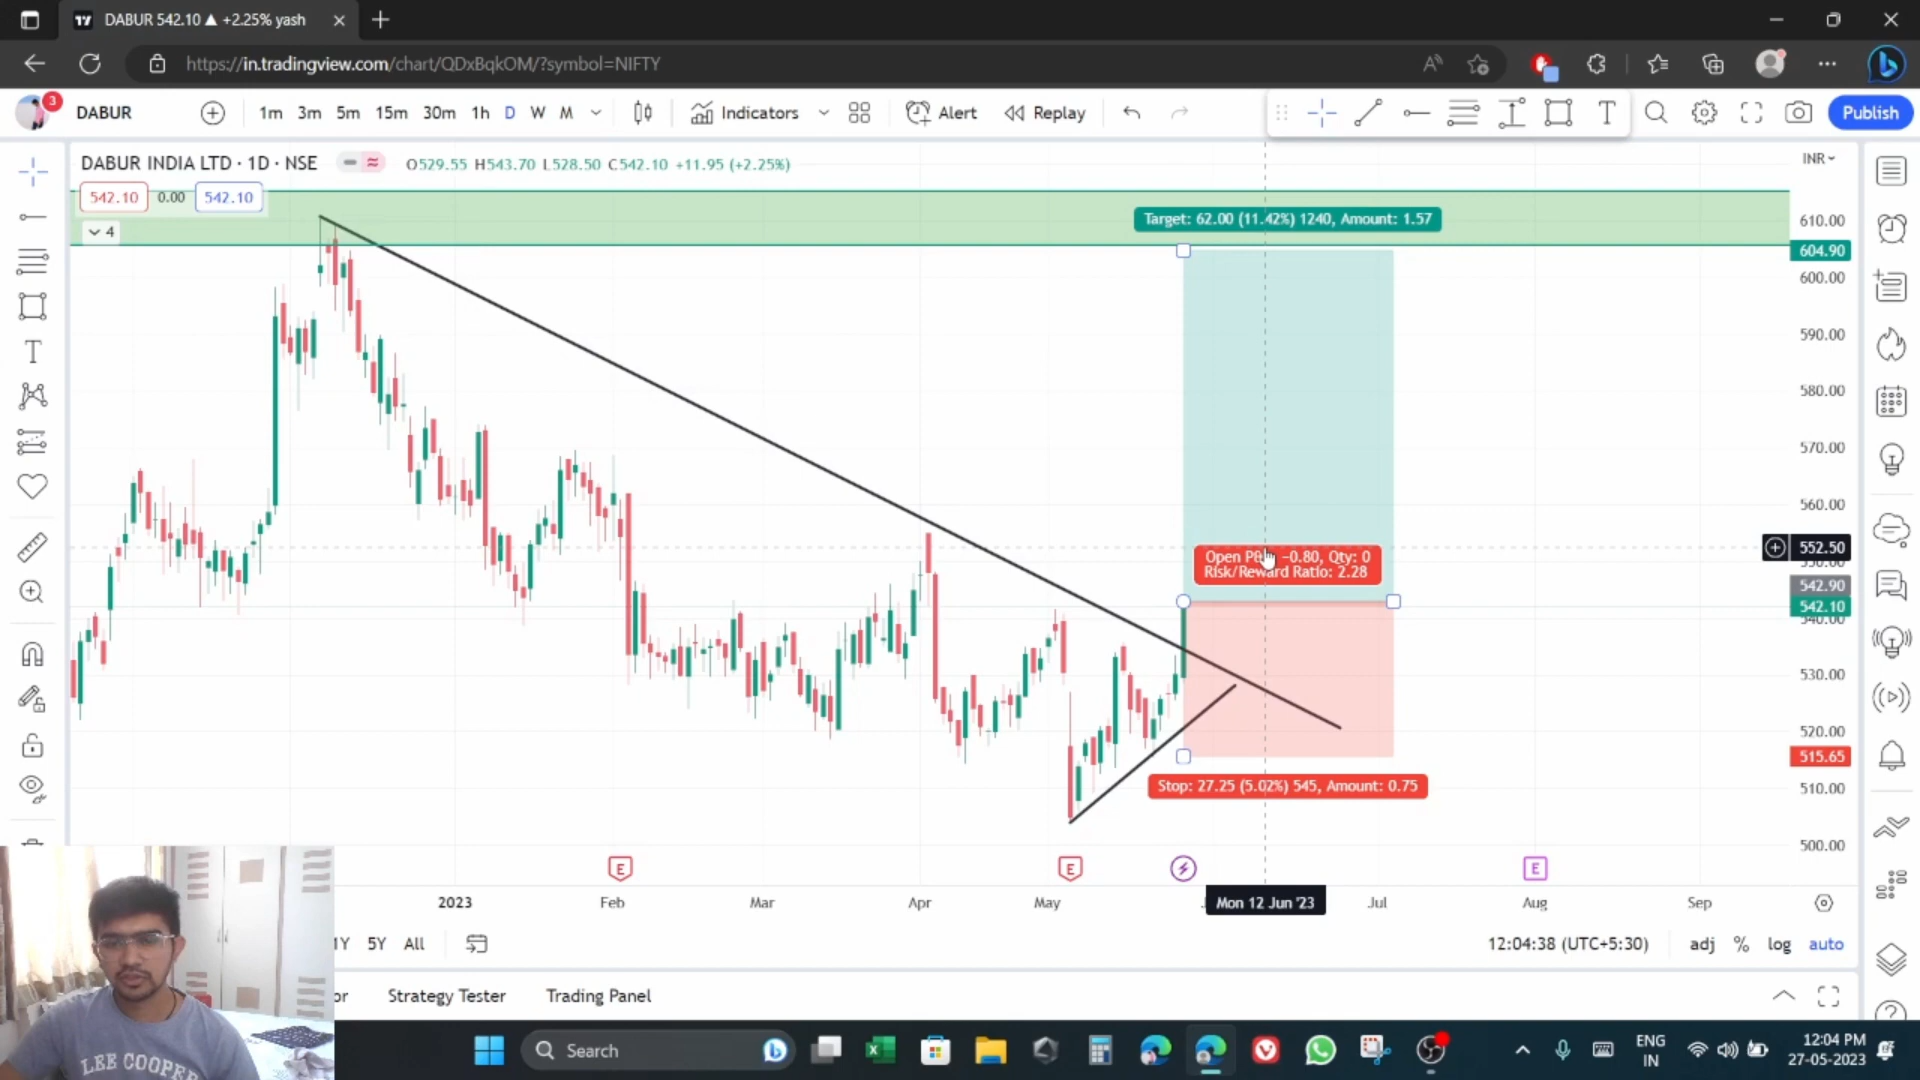 DABUR 542.10 ▲ +2.25% yash
https://in.tradingview.com/chart/QDxBqkOM/?symbol=NIFTY
3
DABUR
1m 3m 5m 15m 30m 1h D W M
Indicators
Alert
Replay
T
Publish
DABUR INDIA LTD · 1D · NSE
O529.55 H543.70 L528.50 C542.10 +11.95 (+2.25%)
INR
542.10 0.00 542.10
4
Target: 62.00 (11.42%) 1240, Amount: 1.57
610.00
604.90
600.00
590.00
580.00
570.00
560.00
552.50
542.90
542.10
540.00
530.00
520.00
515.65
510.00
500.00
Open −0.80, Qty: 0
Risk/Reward Ratio: 2.28
Stop: 27.25 (5.02%) 545, Amount: 0.75
E
E
E
2023 Feb Mar Apr May Mon 12 Jun '23 Jul Aug Sep
5Y All
12:04:38 (UTC+5:30)
adj % log auto
Strategy Tester
Trading Panel
LEE COOPER
Search
ENG
IN
12:04 PM
27-05-2023